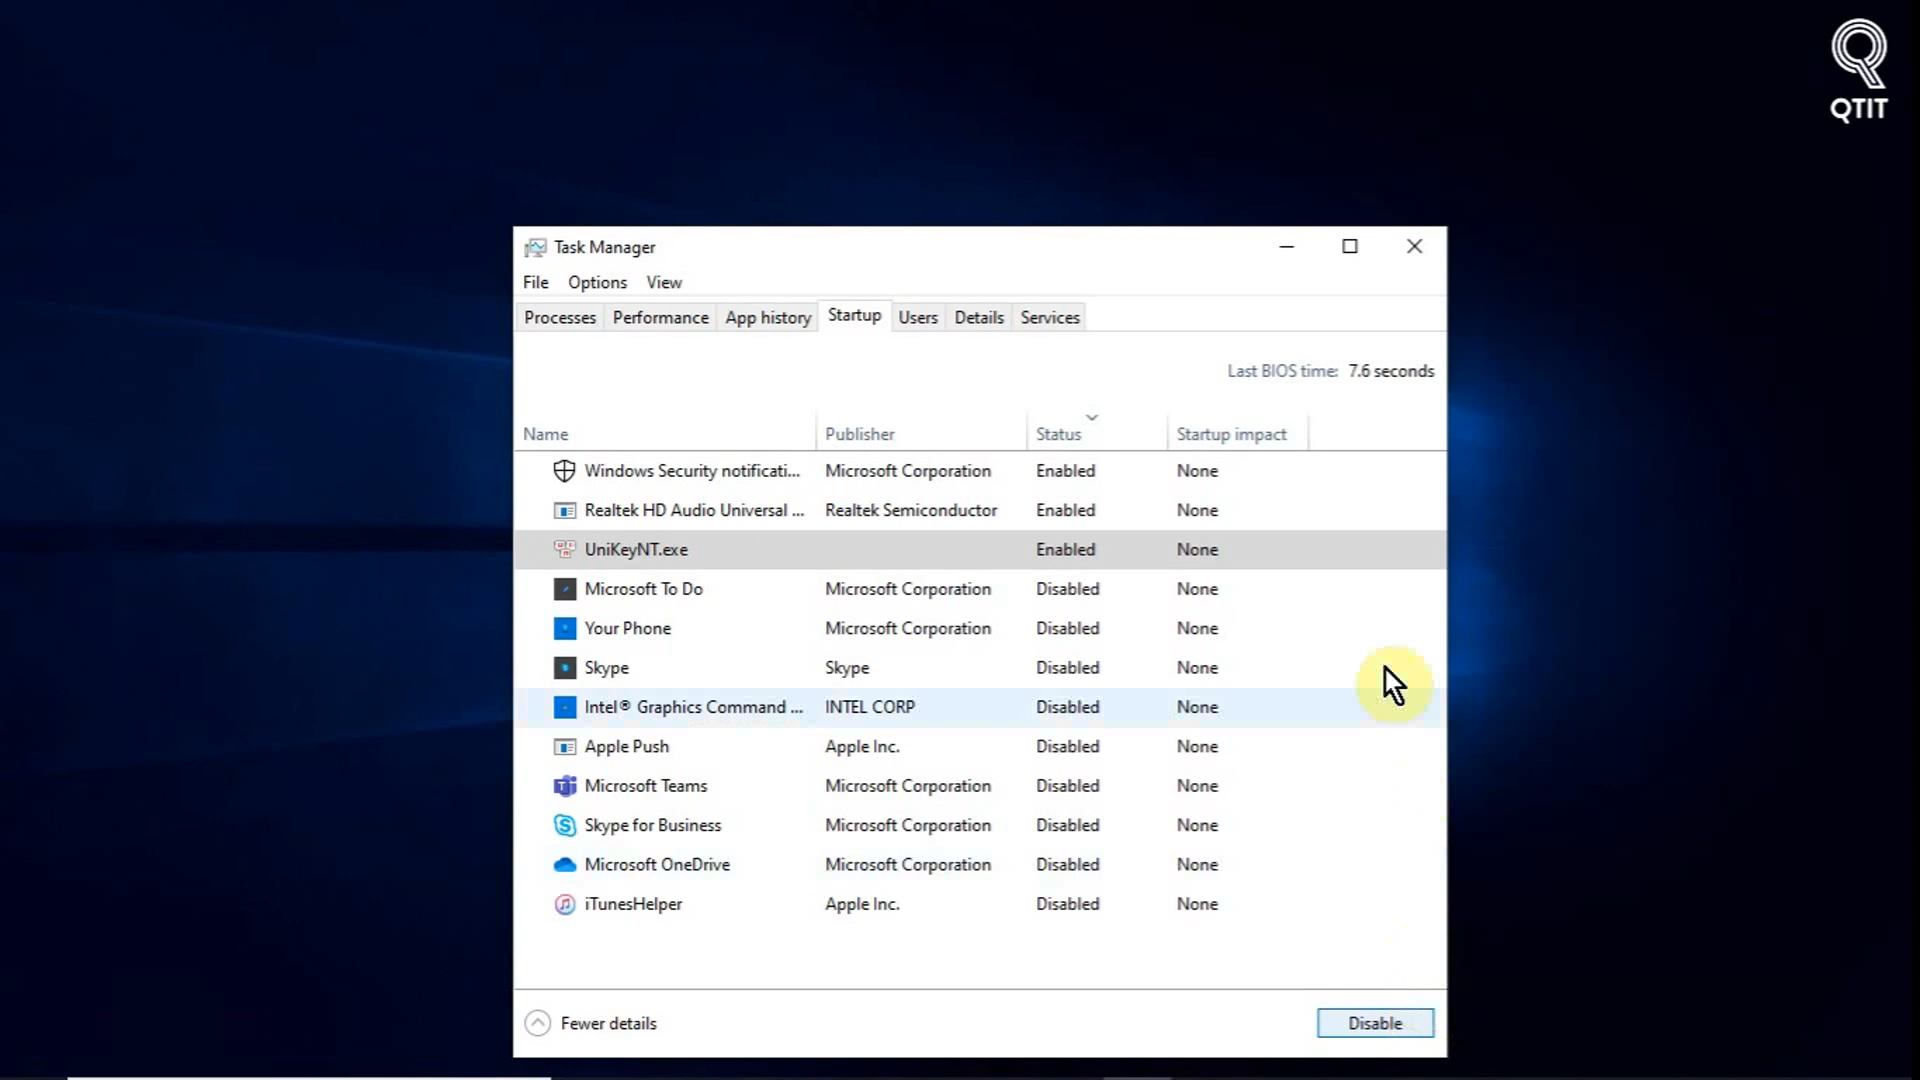 QTIT
Task Manager
File Options View
Processes Performance App history Startup Users Details Services
Last BIOS time: 7.6 seconds
Name Publisher Status Startup impact
Windows Security notificati... Microsoft Corporation Enabled None
Realtek HD Audio Universal ... Realtek Semiconductor Enabled None
UniKeyNT.exe Enabled None
Microsoft To Do Microsoft Corporation Disabled None
Your Phone Microsoft Corporation Disabled None
Skype Skype Disabled None
Intel® Graphics Command ... INTEL CORP Disabled None
Apple Push Apple Inc. Disabled None
Microsoft Teams Microsoft Corporation Disabled None
Skype for Business Microsoft Corporation Disabled None
Microsoft OneDrive Microsoft Corporation Disabled None
iTunesHelper Apple Inc. Disabled None
Fewer details Disable